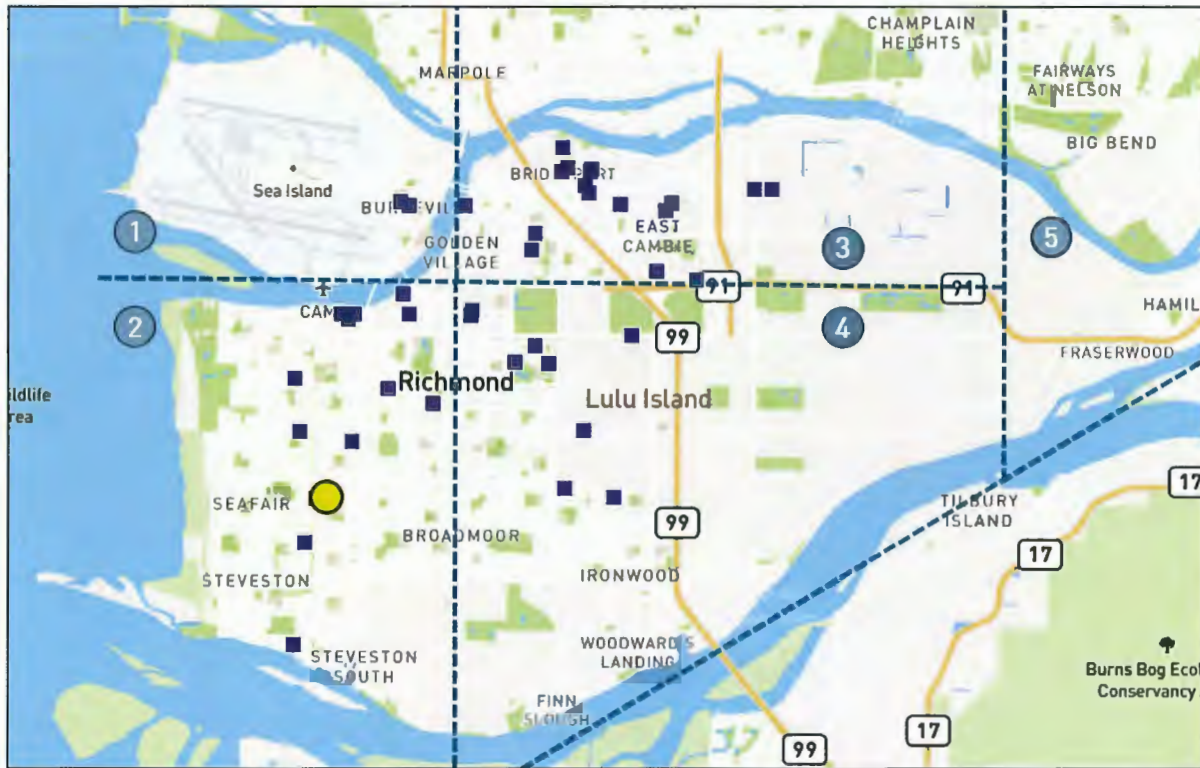 CHAMPLAIN
HEIGHTS
MARPOLE
FAIRWAYS
AT NELSON
BIG BEND
Sea Island
1
GOLDEN
VILLAGE
EAST
CAMBIE
3
5
91
91
2
99
4
HAMIL
FRASERWOOD
Richmond
Lulu Island
ildlife
rea
SEAFAIR
17
TILBURY
ISLAND
BROADMOOR
99
17
STEVESTON
IRONWOOD
STEVESTON
SOUTH
WOODWARD'S
LANDING
Burns Bog Ecol
Conservancy
FINN
SLOUGH
17
99